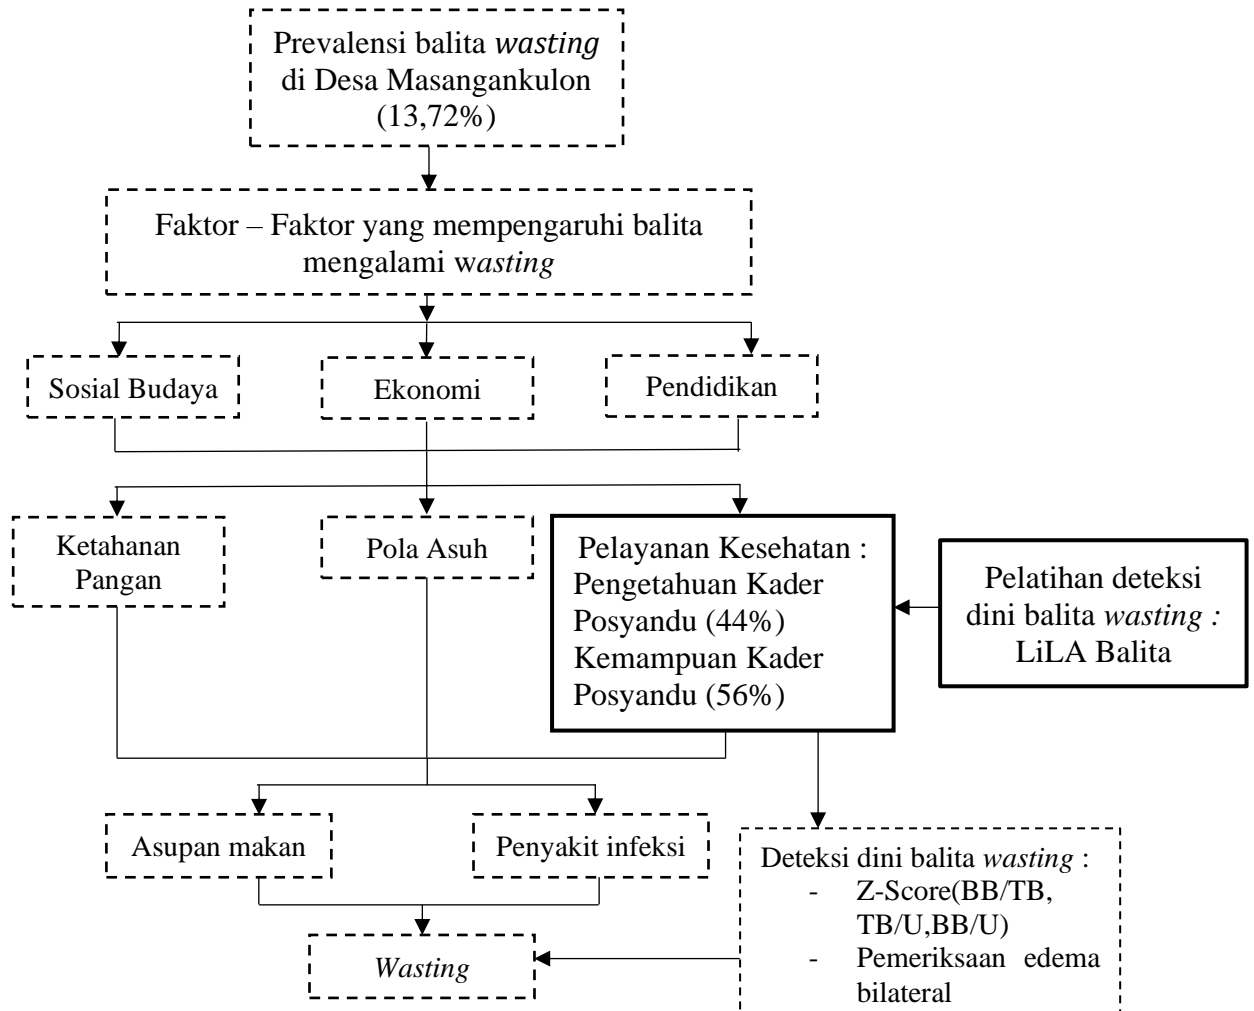 Prevalensi balita wasting
di Desa Masangankulon
(13,72%)
Faktor – Faktor yang mempengaruhi balita
mengalami wasting
Sosial Budaya
Ekonomi
Pendidikan
Ketahanan
Pangan
Pola Asuh
Pelayanan Kesehatan :
Pengetahuan Kader
Posyandu (44%)
Kemampuan Kader
Posyandu (56%)
Pelatihan deteksi
dini balita wasting :
LiLA Balita
Asupan makan
Penyakit infeksi
Deteksi dini balita wasting :
- Z-Score(BB/TB,
TB/U,BB/U)
- Pemeriksaan edema
bilateral
Wasting